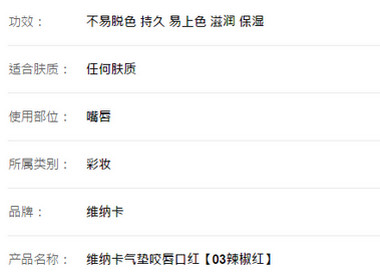 功效： 不易脱色 持久 易上色 滋润 保湿
适合肤质： 任何肤质
使用部位： 嘴唇
所属类别： 彩妆
品牌： 维纳卡
产品名称： 维纳卡气垫咬唇口红【03辣椒红】